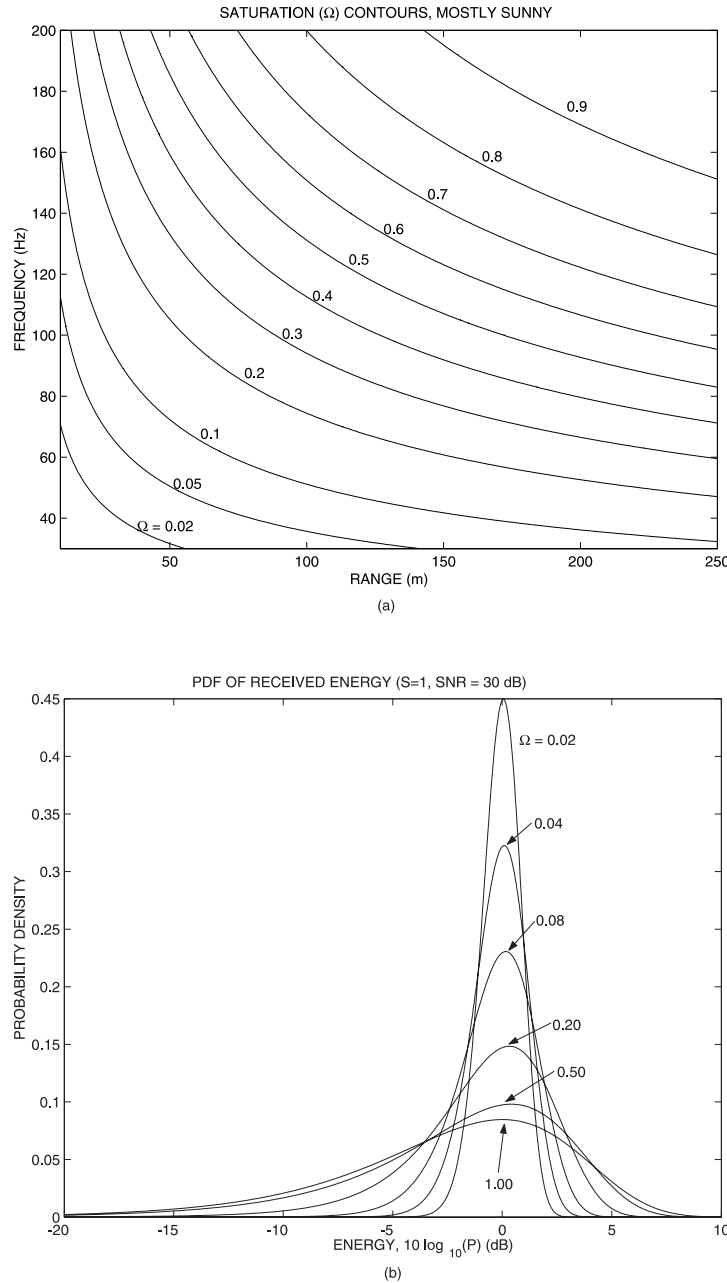 SATURATION (Ω) CONTOURS, MOSTLY SUNNY
200
180
160
140
120
100
80
60
40
FREQUENCY (Hz)
0.9
0.8
0.7
0.6
0.5
0.4
0.3
0.2
0.1
0.05
Ω = 0.02
50 100 150 200 250
RANGE (m)
(a)
PDF OF RECEIVED ENERGY (S=1, SNR = 30 dB)
0.45
0.4
0.35
0.3
0.25
0.2
0.15
0.1
0.05
0
PROBABILITY DENSITY
Ω = 0.02
0.04
0.08
0.20
0.50
1.00
-20 -15 -10 -5 0 5 10
ENERGY, 10 log 10(P) (dB)
(b)